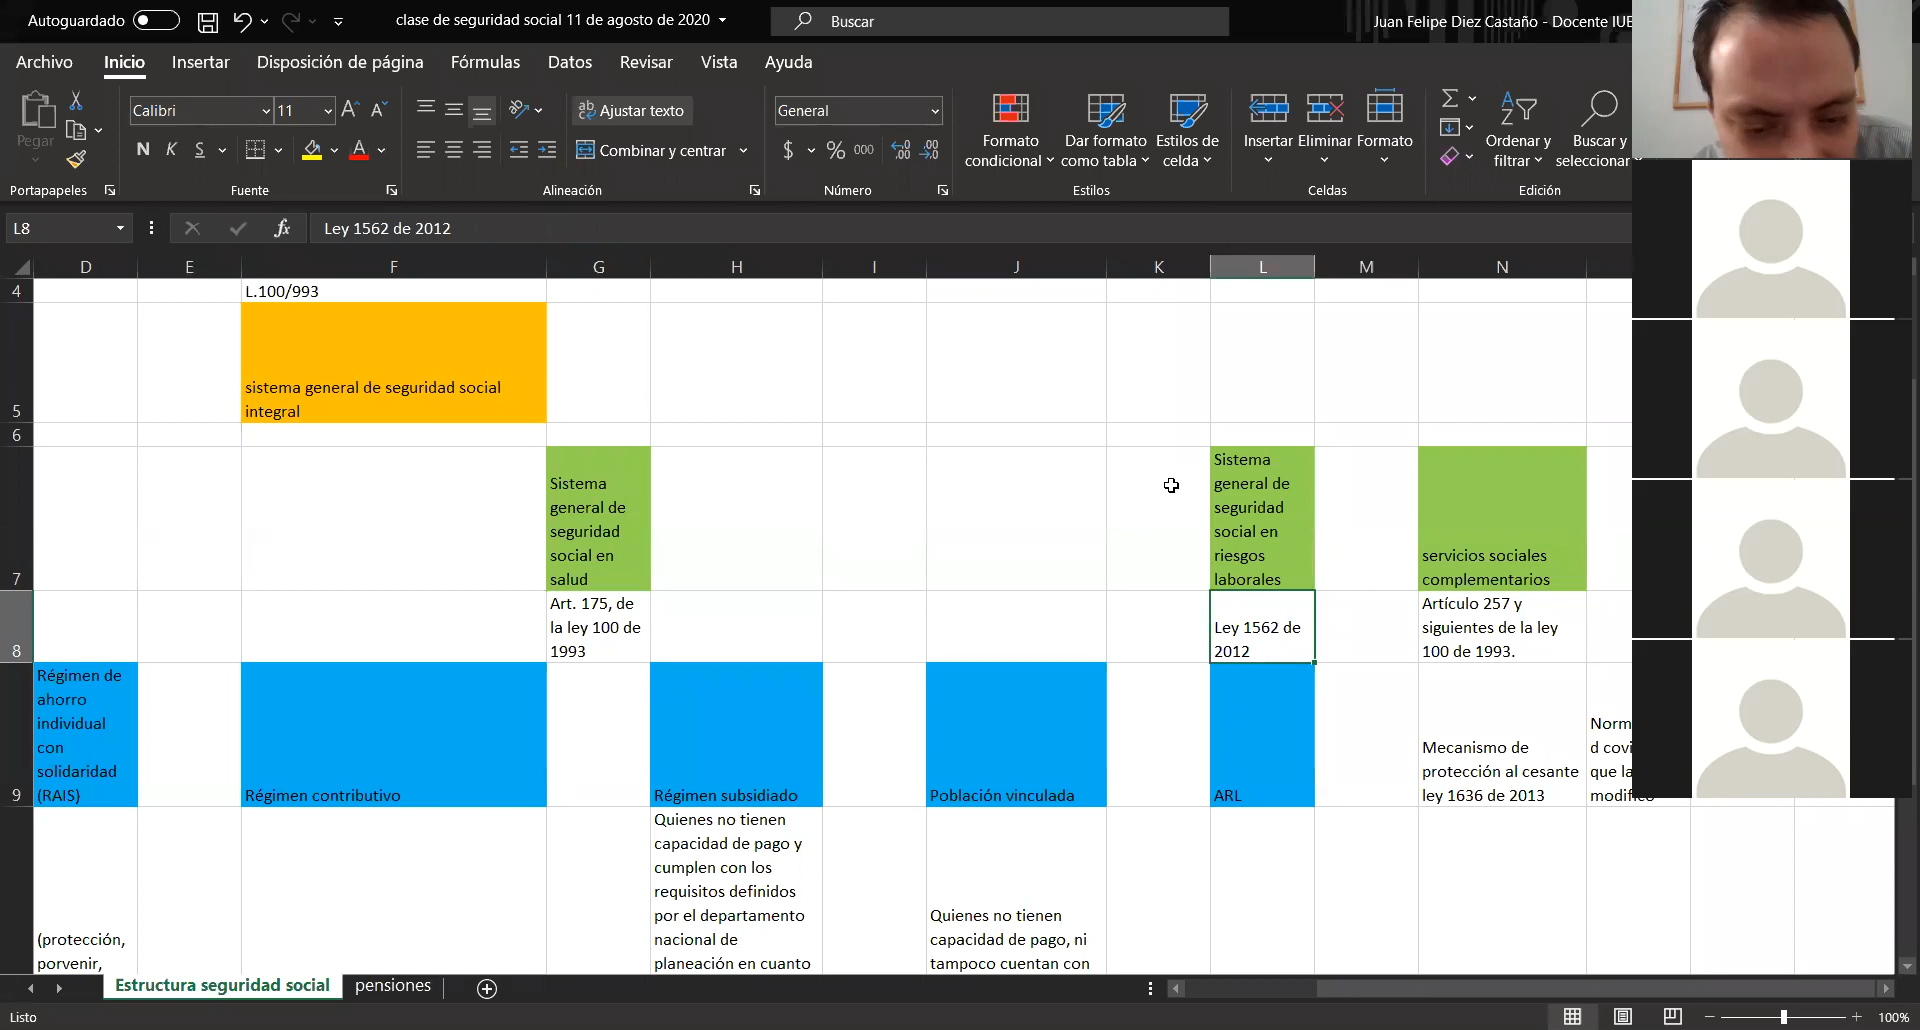 Autoguardado
clase de seguridad social 11 de agosto de 2020
Buscar
Juan Felipe Diez Castaño - Docente IUE
Archivo Inicio Insertar Disposición de página Fórmulas Datos Revisar Vista Ayuda
Pegar
Portapapeles
Calibri 11
N K S
Fuente
Ajustar texto
Combinar y centrar
Alineación
General
$ % 000
Número
Formato condicional
Dar formato como tabla
Estilos de celda
Estilos
Insertar Eliminar Formato
Celdas
Ordenar y filtrar
Buscar y seleccionar
Edición
L8
fx
Ley 1562 de 2012
D E F G H I J K L M N
4
L.100/993
5
sistema general de seguridad social
integral
6
7
Sistema
general de
seguridad
social en
salud
Sistema
general de
seguridad
social en
riesgos
laborales
servicios sociales
complementarios
8
Art. 175, de
la ley 100 de
1993
Ley 1562 de
2012
Artículo 257 y
siguientes de la ley
100 de 1993.
9
Régimen de
ahorro
individual
con
solidaridad
(RAIS)
Régimen contributivo
Régimen subsidiado
Población vinculada
ARL
Mecanismo de
protección al cesante
ley 1636 de 2013
Norm
d covi
que la
modificó
(protección,
porvenir,
Quienes no tienen
capacidad de pago y
cumplen con los
requisitos definidos
por el departamento
nacional de
planeación en cuanto
Quienes no tienen
capacidad de pago, ni
tampoco cuentan con
Estructura seguridad social
pensiones
Listo
100%